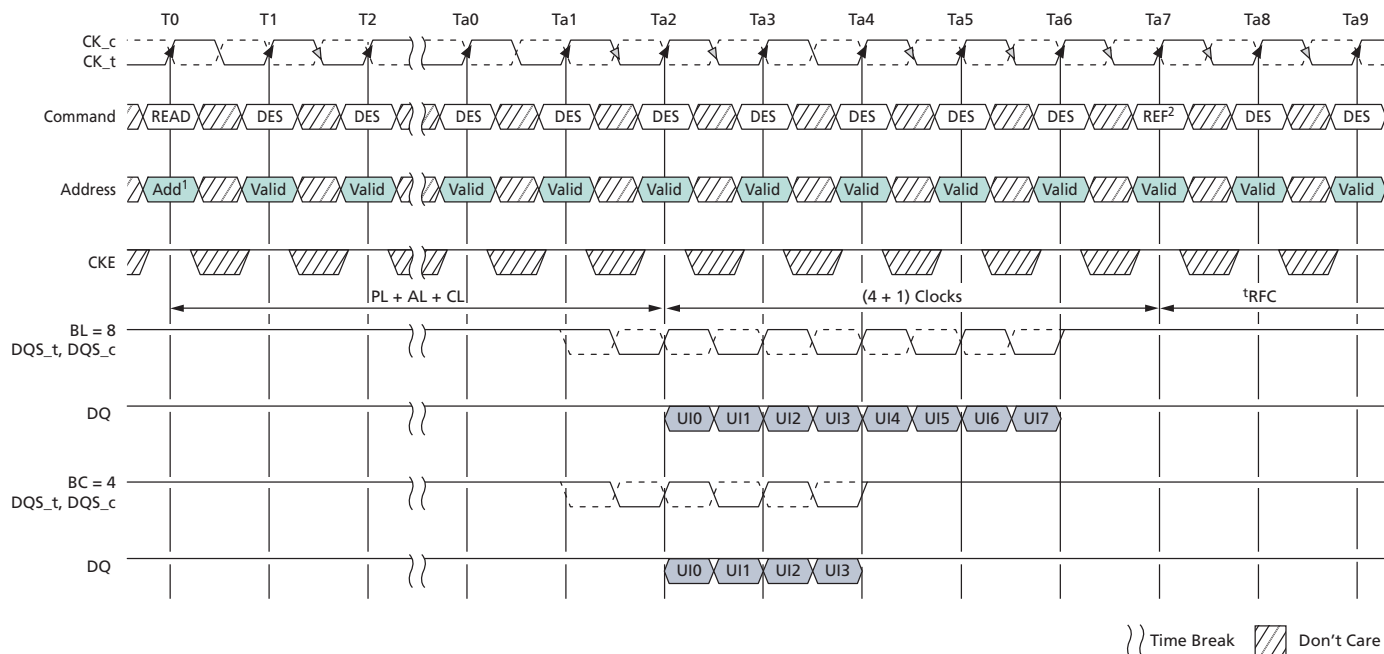 T0 T1 T2 Ta0 Ta1 Ta2 Ta3 Ta4 Ta5 Ta6 Ta7 Ta8 Ta9
CK_c
CK_t
Command READ DES DES DES DES DES DES DES DES DES REF2 DES DES
Address Add1 Valid Valid Valid Valid Valid Valid Valid Valid Valid Valid Valid Valid
CKE
PL + AL + CL (4 + 1) Clocks tRFC
BL = 8
DQS_t, DQS_c
DQ UI0 UI1 UI2 UI3 UI4 UI5 UI6 UI7
BC = 4
DQS_t, DQS_c
DQ UI0 UI1 UI2 UI3
Time Break Don't Care